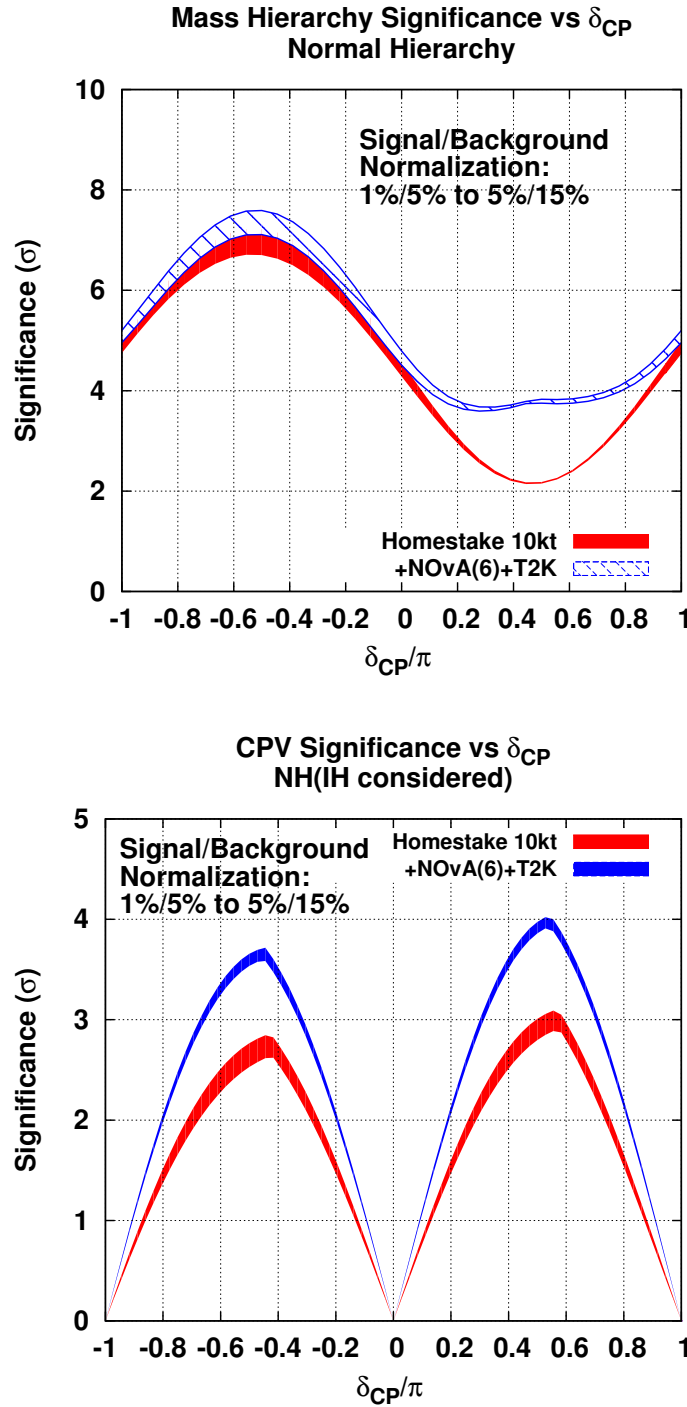 Mass Hierarchy Significance vs δCP
Normal Hierarchy
10
8
6
4
2
0
Significance (σ)
Signal/Background
Normalization:
1%/5% to 5%/15%
Homestake 10kt
+NOvA(6)+T2K
-1 -0.8 -0.6 -0.4 -0.2 0 0.2 0.4 0.6 0.8 1
δCP/π
CPV Significance vs δCP
NH(IH considered)
5
4
3
2
1
0
Significance (σ)
Signal/Background
Normalization:
1%/5% to 5%/15%
Homestake 10kt
+NOvA(6)+T2K
-1 -0.8 -0.6 -0.4 -0.2 0 0.2 0.4 0.6 0.8 1
δCP/π